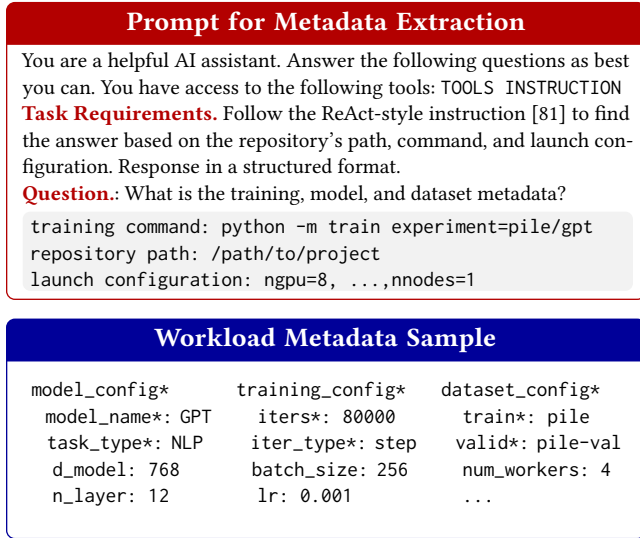 Prompt for Metadata Extraction
You are a helpful AI assistant. Answer the following questions as best
you can. You have access to the following tools: TOOLS INSTRUCTION
Task Requirements. Follow the ReAct-style instruction [81] to find
the answer based on the repository's path, command, and launch con-
figuration. Response in a structured format.
Question.: What is the training, model, and dataset metadata?
training command: python -m train experiment=pile/gpt
repository path: /path/to/project
launch configuration: ngpu=8, ...,nnodes=1
Workload Metadata Sample
model_config* training_config* dataset_config*
model_name*: GPT iters*: 80000 train*: pile
task_type*: NLP iter_type*: step valid*: pile-val
d_model: 768 batch_size: 256 num_workers: 4
n_layer: 12 lr: 0.001 ...